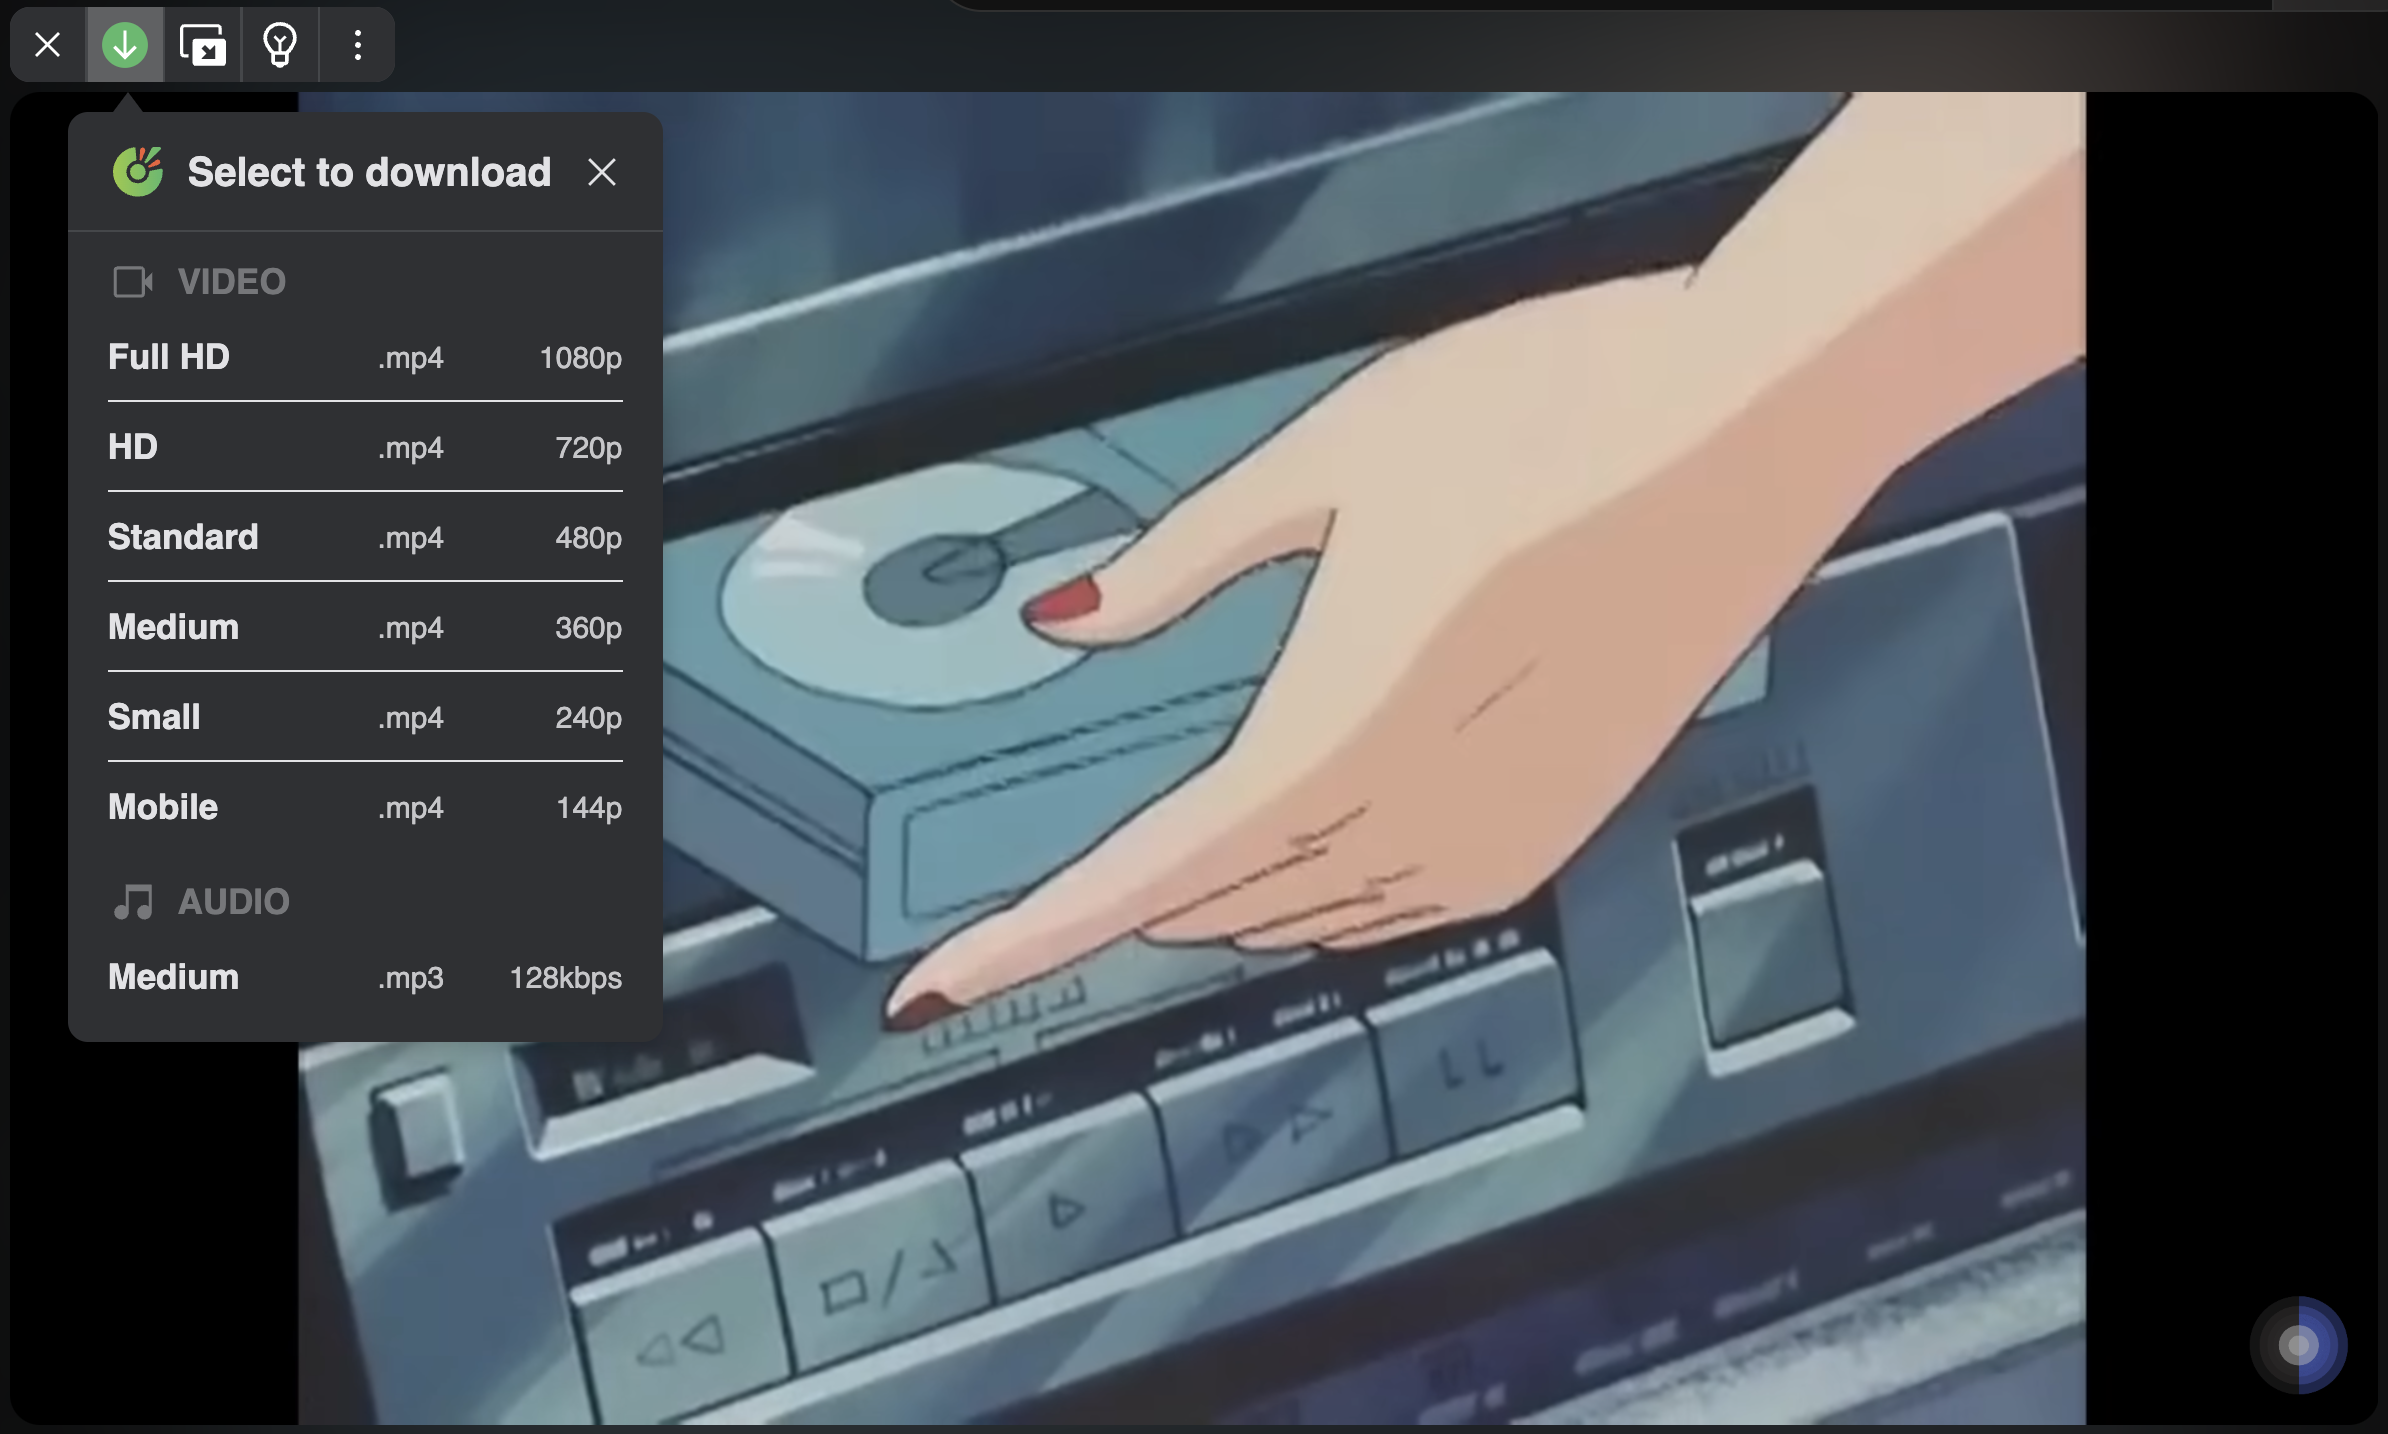 Select to download
VIDEO
Full HD .mp4 1080p
HD .mp4 720p
Standard .mp4 480p
Medium .mp4 360p
Small .mp4 240p
Mobile .mp4 144p
AUDIO
Medium .mp3 128kbps